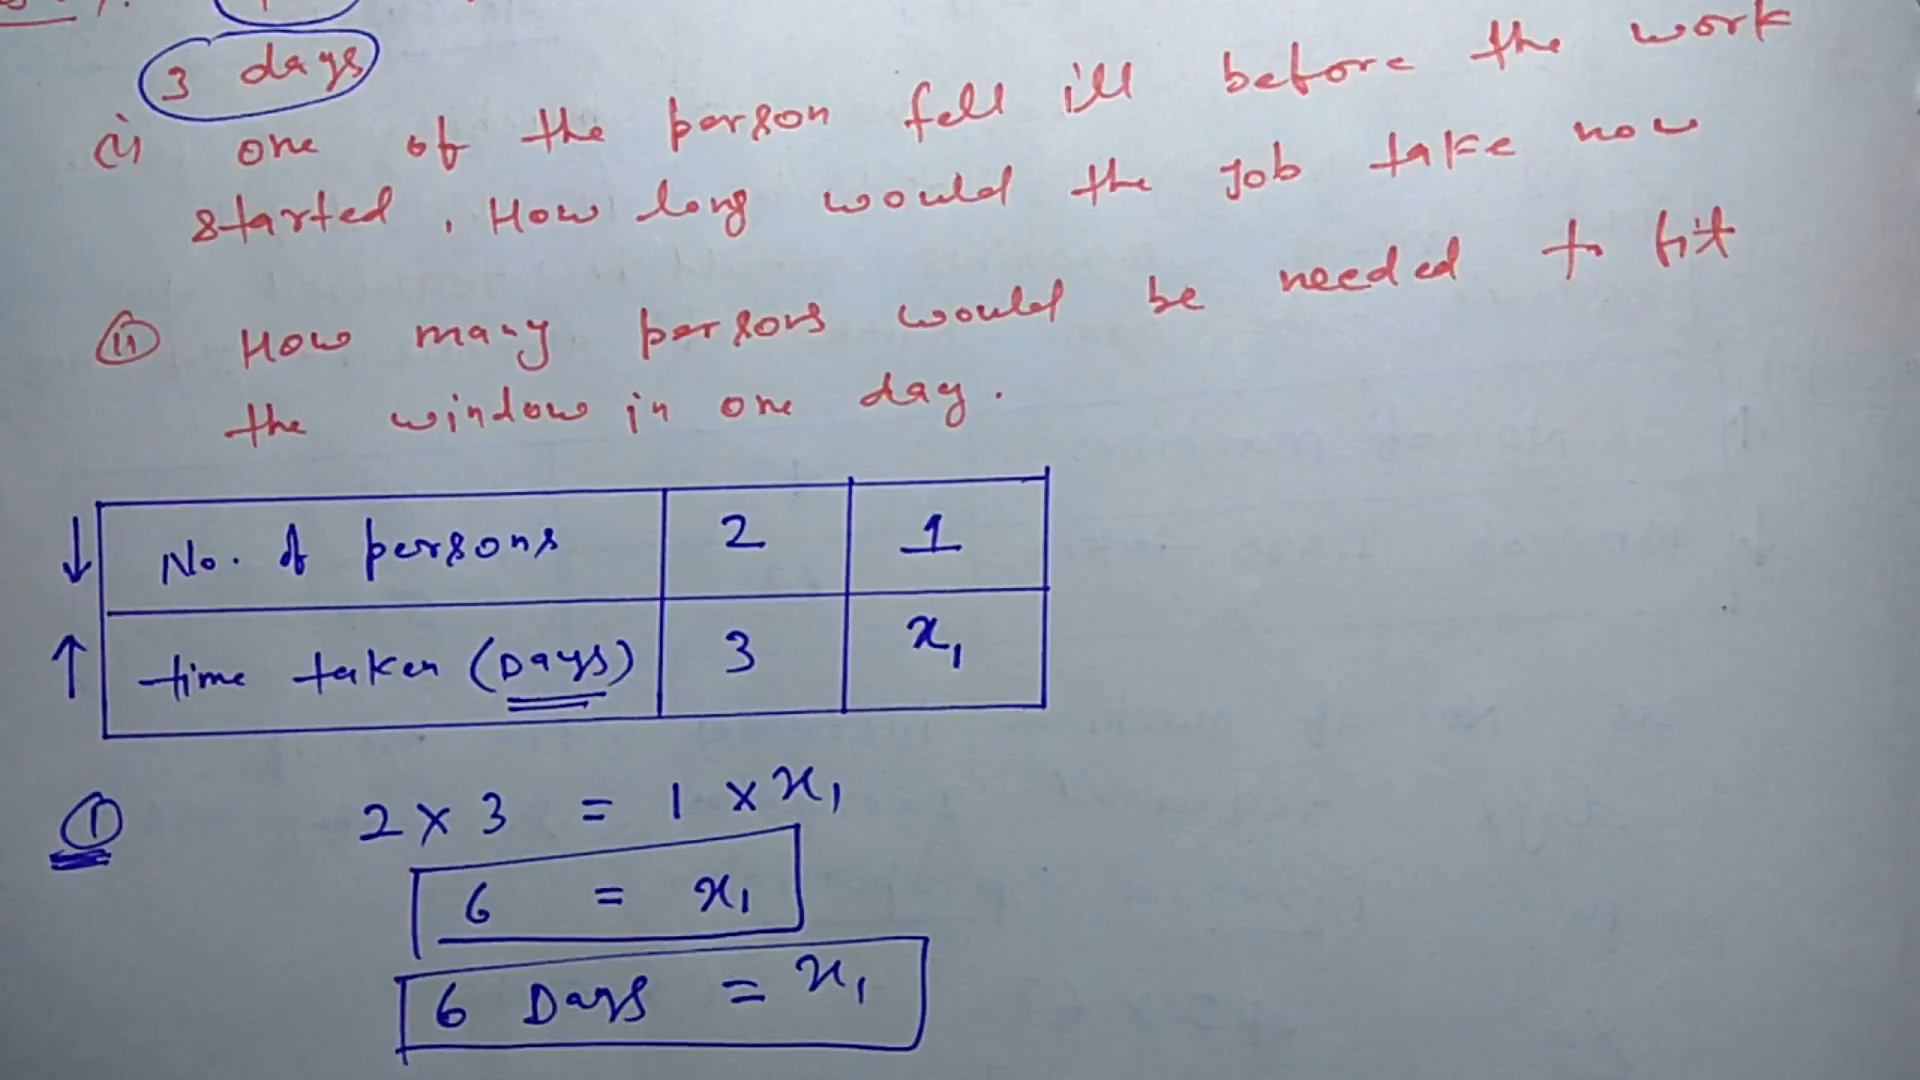 3 days
(i) one of the person fell ill before the work
started, How long would the job take now
(ii) How many persons would be needed to fit
the window in one day.
↓ No. of persons 2 1
↑ time taken (Days) 3 x₁
① 2 × 3 = 1 × x₁
6 = x₁
6 Days = x₁